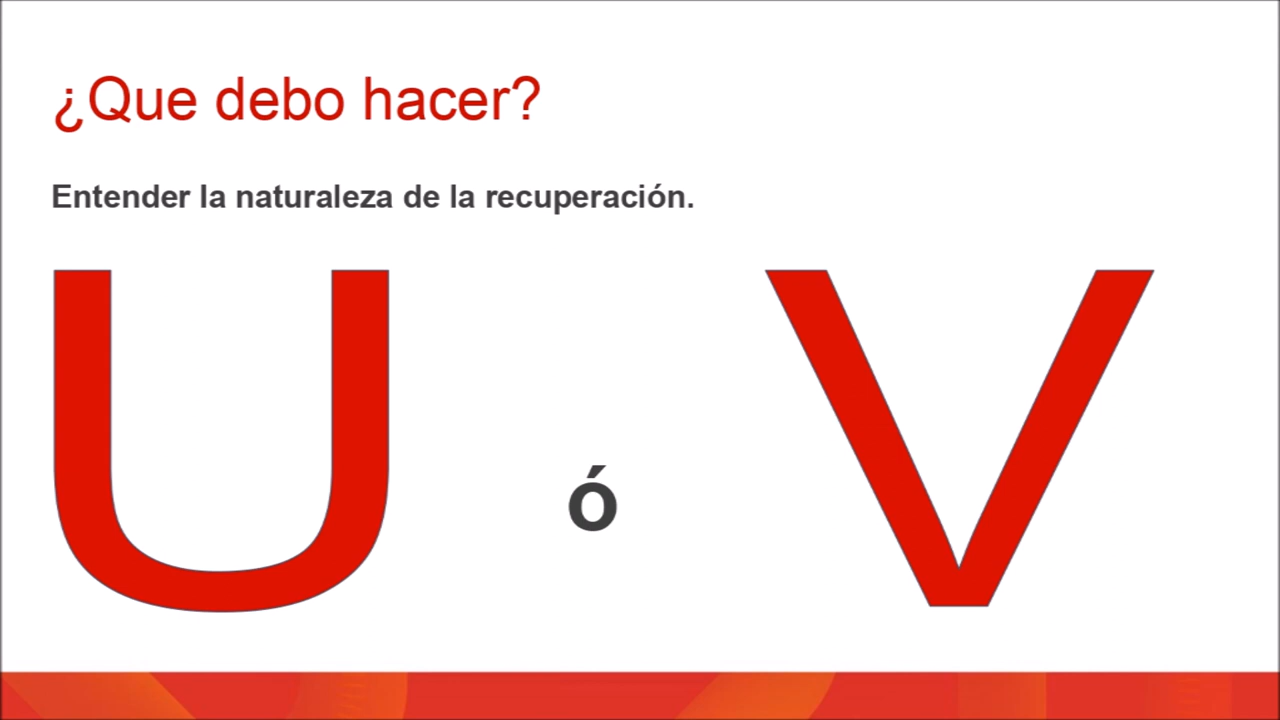 ¿Que debo hacer?
Entender la naturaleza de la recuperación.
U ó V